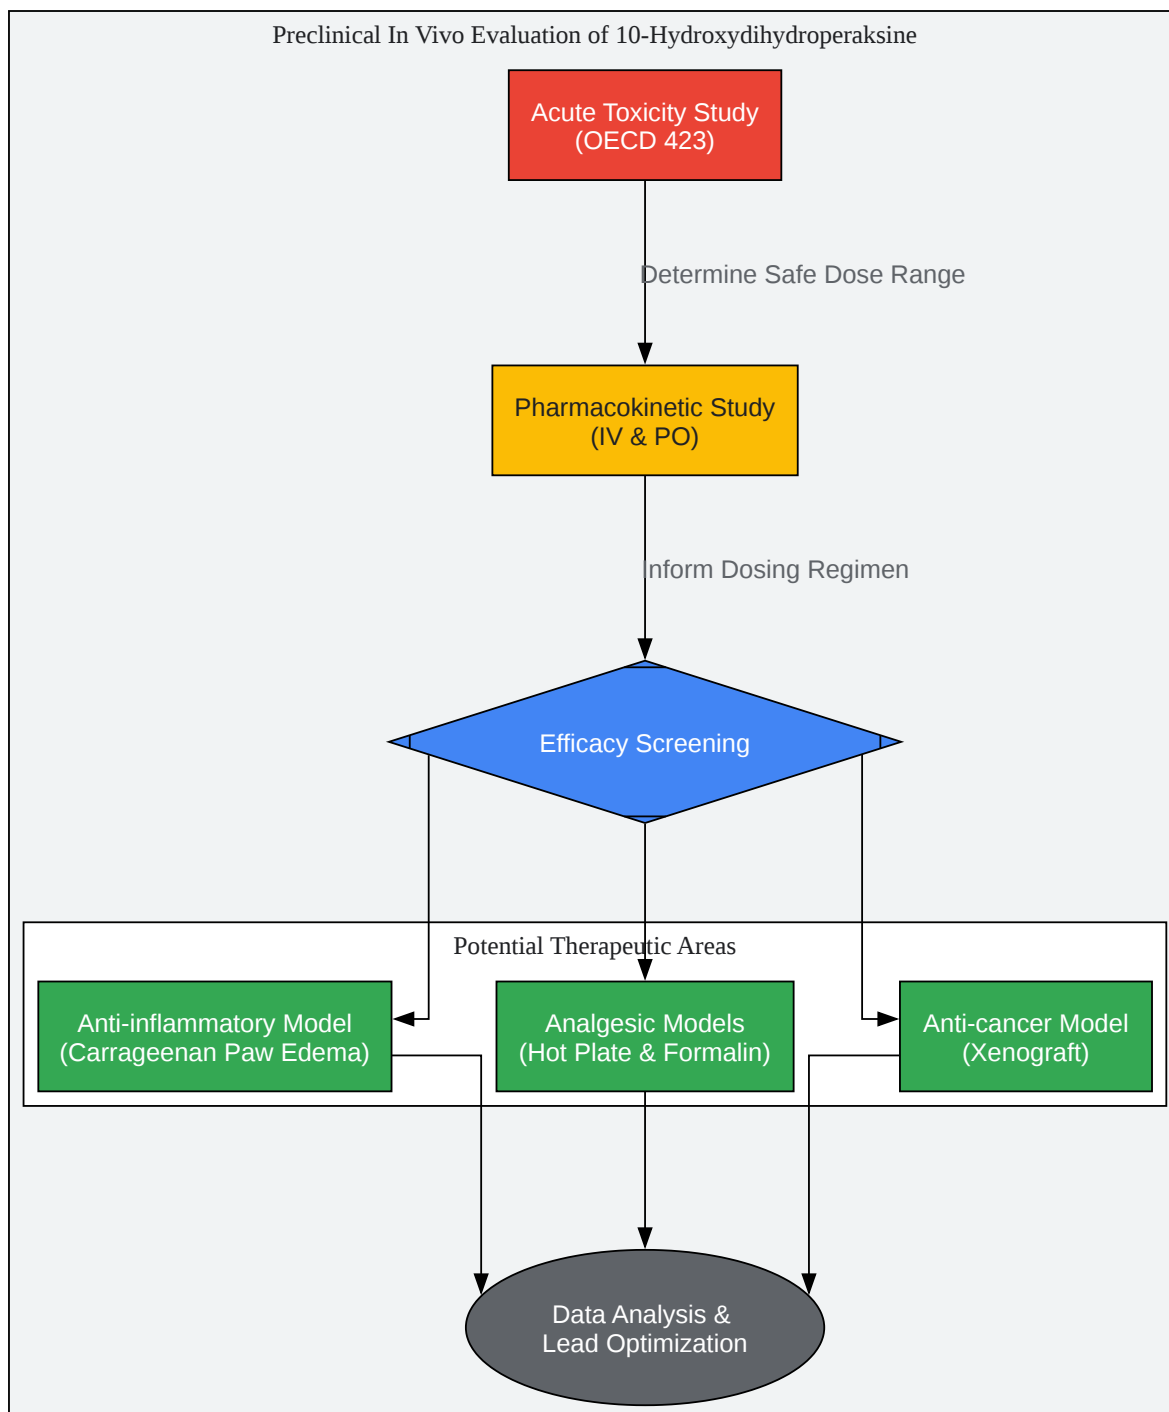 Preclinical In Vivo Evaluation of 10-Hydroxydihydroperaksine
Acute Toxicity Study
(OECD 423)
Determine Safe Dose Range
Pharmacokinetic Study
(IV & PO)
Inform Dosing Regimen
Efficacy Screening
Potential Therapeutic Areas
Anti-inflammatory Model
(Carrageenan Paw Edema)
Analgesic Models
(Hot Plate & Formalin)
Anti-cancer Model
(Xenograft)
Data Analysis &
Lead Optimization